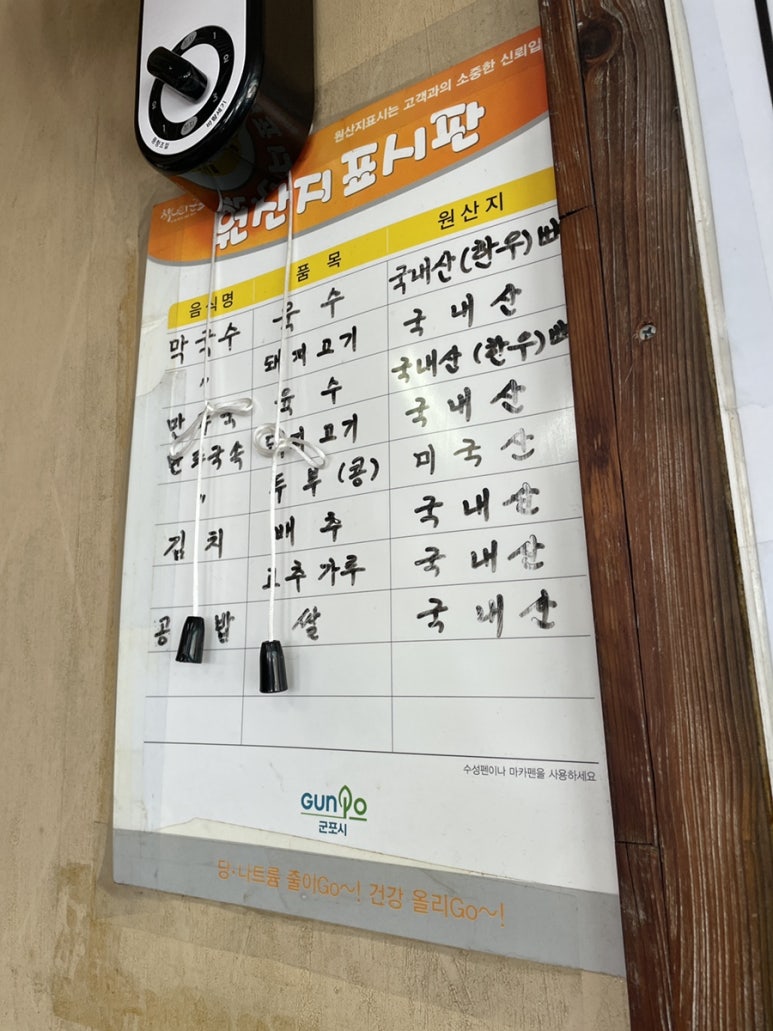 원산지표시는 고객과의 소중한 신뢰입
원산지표시판
음식명 품목 원산지
막국수 육수 국내산(한우)뼈
〃 돼지고기 국내산
육수 국내산(한우)뼈
고기 국내산
만두국속 두부(콩) 미국산
김치 배추 국내산
고추가루 국내산
공 밥 쌀 국내산
수성펜이나 마카펜을 사용하세요
GUNPO
군포시
당·나트륨 줄이Go~! 건강 올리Go~!